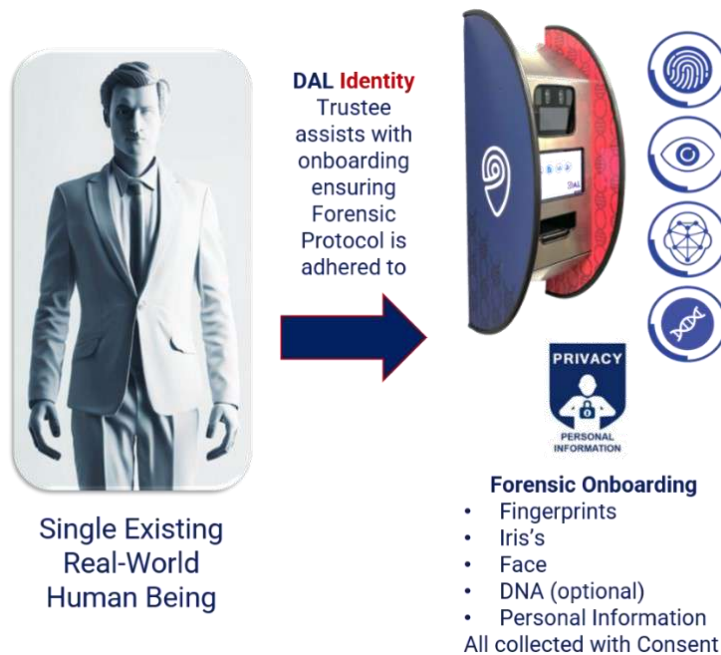 DAL Identity
Trustee
assists with
onboarding
ensuring
Forensic
Protocol is
adhered to
DAL
PRIVACY
PERSONAL
INFORMATION
Single Existing
Real-World
Human Being
Forensic Onboarding
• Fingerprints
• Iris's
• Face
• DNA (optional)
• Personal Information
All collected with Consent